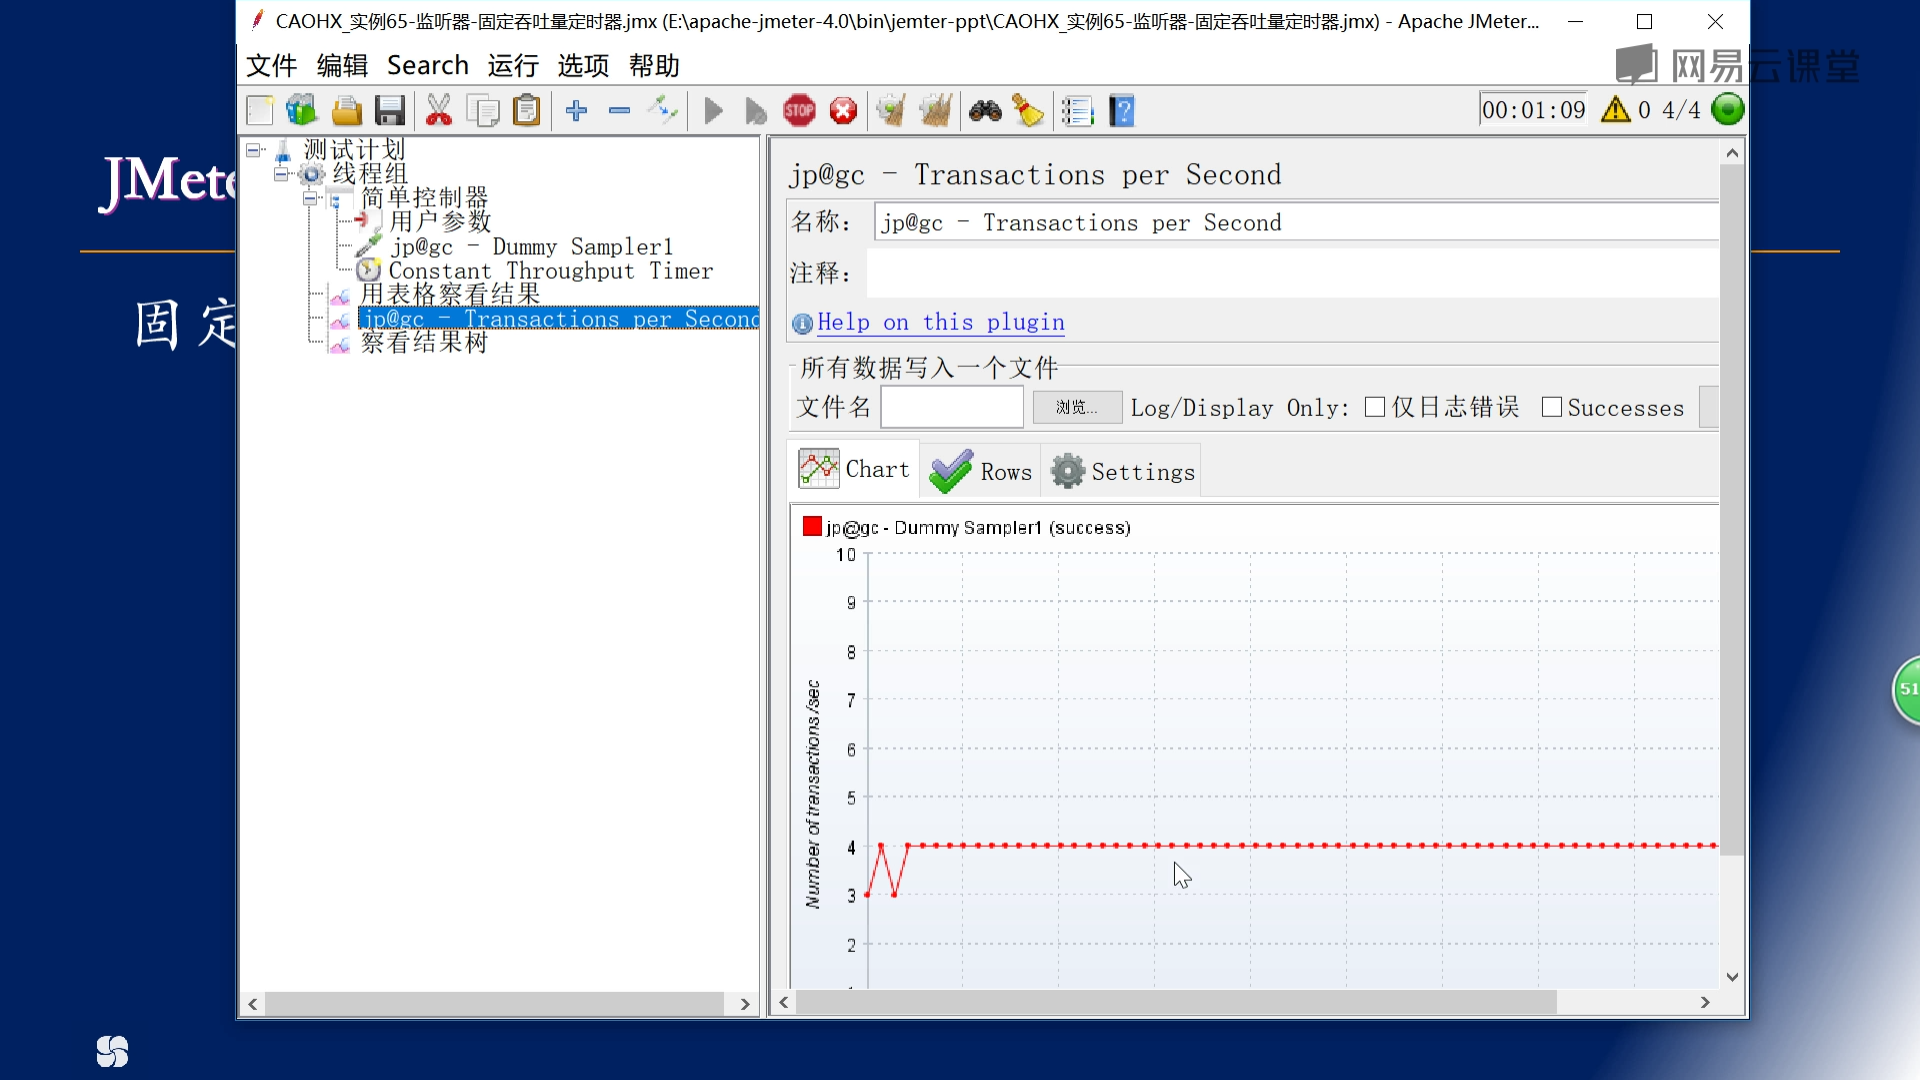 CAOHX_实例65-监听器-固定吞吐量定时器.jmx (E:\apache-jmeter-4.0\bin\jemter-ppt\CAOHX_实例65-监听器-固定吞吐量定时器.jmx) - Apache JMeter...
文件 编辑 Search 运行 选项 帮助
网易云课堂
STOP
00:01:09 0 4/4
JMete
固定
测试计划
线程组
简单控制器
用户参数
jp@gc - Dummy Sampler1
Constant Throughput Timer
用表格察看结果
jp@gc - Transactions per Second
察看结果树
jp@gc - Transactions per Second
名称: jp@gc - Transactions per Second
注释:
Help on this plugin
所有数据写入一个文件
文件名 浏览... Log/Display Only: 仅日志错误 Successes
Chart Rows Settings
jp@gc - Dummy Sampler1 (success)
10
9
8
7
6
5
4
3
2
Number of transactions /sec
51